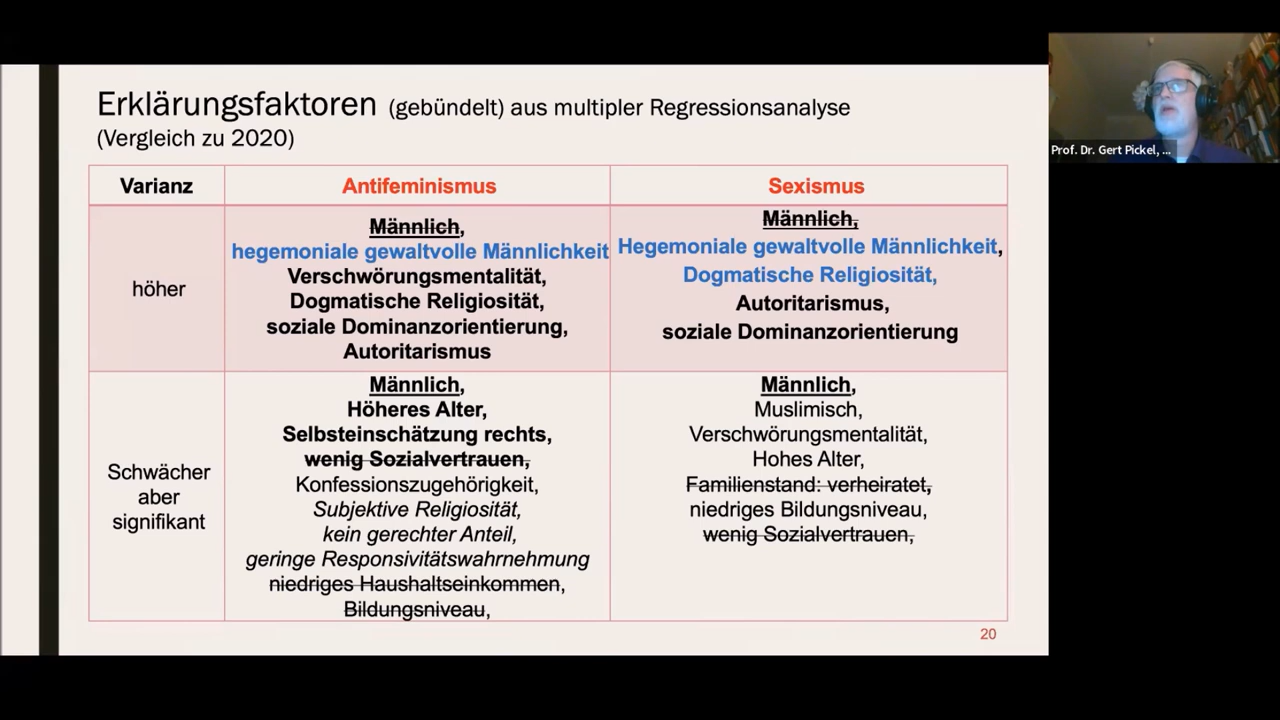 Erklärungsfaktoren (gebündelt) aus multipler Regressionsanalyse
(Vergleich zu 2020)
Varianz
Antifeminismus
Sexismus
höher
Männlich,
hegemoniale gewaltvolle Männlichkeit
Verschwörungsmentalität,
Dogmatische Religiosität,
soziale Dominanzorientierung,
Autoritarismus
Männlich,
Hegemoniale gewaltvolle Männlichkeit,
Dogmatische Religiosität,
Autoritarismus,
soziale Dominanzorientierung
Schwächer
aber
signifikant
Männlich,
Höheres Alter,
Selbsteinschätzung rechts,
wenig Sozialvertrauen,
Konfessionszugehörigkeit,
Subjektive Religiosität,
kein gerechter Anteil,
geringe Responsivitätswahrnehmung
niedriges Haushaltseinkommen,
Bildungsniveau,
Männlich,
Muslimisch,
Verschwörungsmentalität,
Hohes Alter,
Familienstand: verheiratet,
niedriges Bildungsniveau,
wenig Sozialvertrauen,
20
Prof. Dr. Gert Pickel, ...